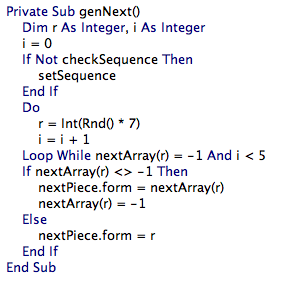 Private Sub genNext()
Dim r As Integer, i As Integer
i = 0
If Not checkSequence Then
setSequence
End If
Do
r = Int(Rnd() * 7)
i = i + 1
Loop While nextArray(r) = -1 And i < 5
If nextArray(r) <> -1 Then
nextPiece.form = nextArray(r)
nextArray(r) = -1
Else
nextPiece.form = r
End If
End Sub